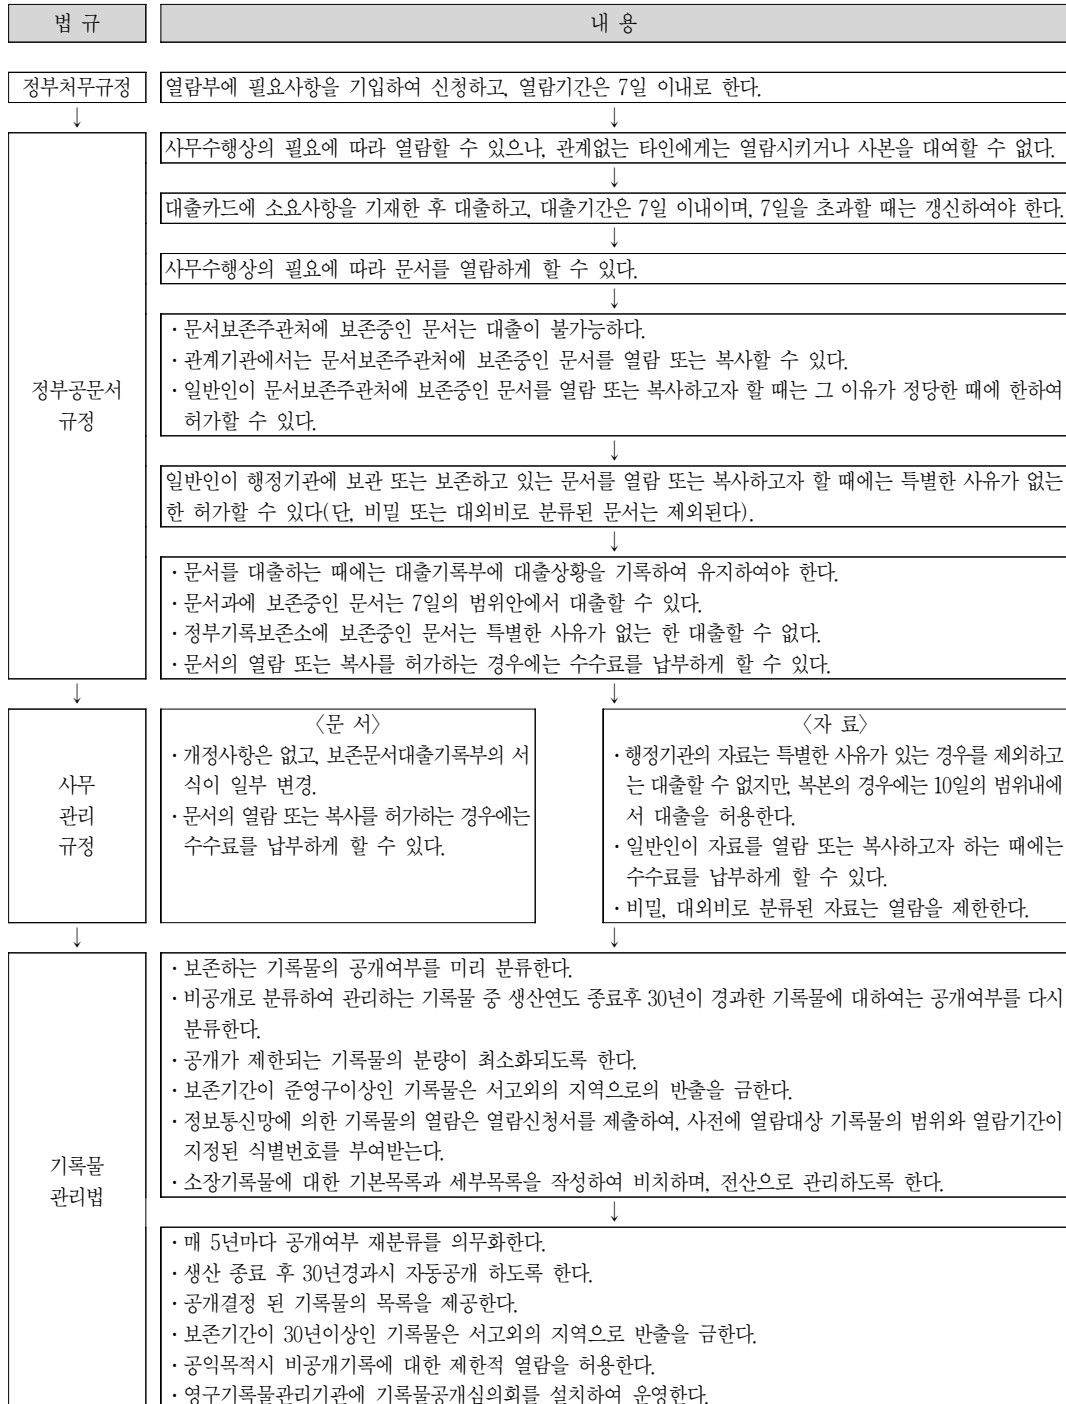 법 규
내 용
정부처무규정
열람부에 필요사항을 기입하여 신청하고, 열람기간은 7일 이내로 한다.
↓
↓
정부공문서
규정
사무수행상의 필요에 따라 열람할 수 있으나, 관계없는 타인에게는 열람시키거나 사본을 대여할 수 없다.
↓
대출카드에 소요사항을 기재한 후 대출하고, 대출기간은 7일 이내이며, 7일을 초과할 때는 갱신하여야 한다.
↓
사무수행상의 필요에 따라 문서를 열람하게 할 수 있다.
↓
· 문서보존주관처에 보존중인 문서는 대출이 불가능하다.
· 관계기관에서는 문서보존주관처에 보존중인 문서를 열람 또는 복사할 수 있다.
· 일반인이 문서보존주관처에 보존중인 문서를 열람 또는 복사하고자 할 때는 그 이유가 정당한 때에 한하여
허가할 수 있다.
↓
일반인이 행정기관에 보관 또는 보존하고 있는 문서를 열람 또는 복사하고자 할 때에는 특별한 사유가 없는
한 허가할 수 있다(단, 비밀 또는 대외비로 분류된 문서는 제외된다).
↓
· 문서를 대출하는 때에는 대출기록부에 대출상황을 기록하여 유지하여야 한다.
· 문서과에 보존중인 문서는 7일의 범위안에서 대출할 수 있다.
· 정부기록보존소에 보존중인 문서는 특별한 사유가 없는 한 대출할 수 없다.
· 문서의 열람 또는 복사를 허가하는 경우에는 수수료를 납부하게 할 수 있다.
↓
↓
사무
관리
규정
〈문 서〉
· 개정사항은 없고, 보존문서대출기록부의 서
식이 일부 변경.
· 문서의 열람 또는 복사를 허가하는 경우에는
수수료를 납부하게 할 수 있다.
〈자 료〉
· 행정기관의 자료는 특별한 사유가 있는 경우를 제외하고
는 대출할 수 없지만, 복본의 경우에는 10일의 범위내에
서 대출을 허용한다.
· 일반인이 자료를 열람 또는 복사하고자 하는 때에는
수수료를 납부하게 할 수 있다.
· 비밀, 대외비로 분류된 자료는 열람을 제한한다.
↓
↓
기록물
관리법
· 보존하는 기록물의 공개여부를 미리 분류한다.
· 비공개로 분류하여 관리하는 기록물 중 생산연도 종료후 30년이 경과한 기록물에 대하여는 공개여부를 다시
분류한다.
· 공개가 제한되는 기록물의 분량이 최소화되도록 한다.
· 보존기간이 준영구이상인 기록물은 서고외의 지역으로의 반출을 금한다.
· 정보통신망에 의한 기록물의 열람은 열람신청서를 제출하여, 사전에 열람대상 기록물의 범위와 열람기간이
지정된 식별번호를 부여받는다.
· 소장기록물에 대한 기본목록과 세부목록을 작성하여 비치하며, 전산으로 관리하도록 한다.
↓
· 매 5년마다 공개여부 재분류를 의무화한다.
· 생산 종료 후 30년경과시 자동공개 하도록 한다.
· 공개결정 된 기록물의 목록을 제공한다.
· 보존기간이 30년이상인 기록물은 서고외의 지역으로 반출을 금한다.
· 공익목적시 비공개기록에 대한 제한적 열람을 허용한다.
· 영구기록물관리기관에 기록물공개심의회를 설치하여 운영한다.